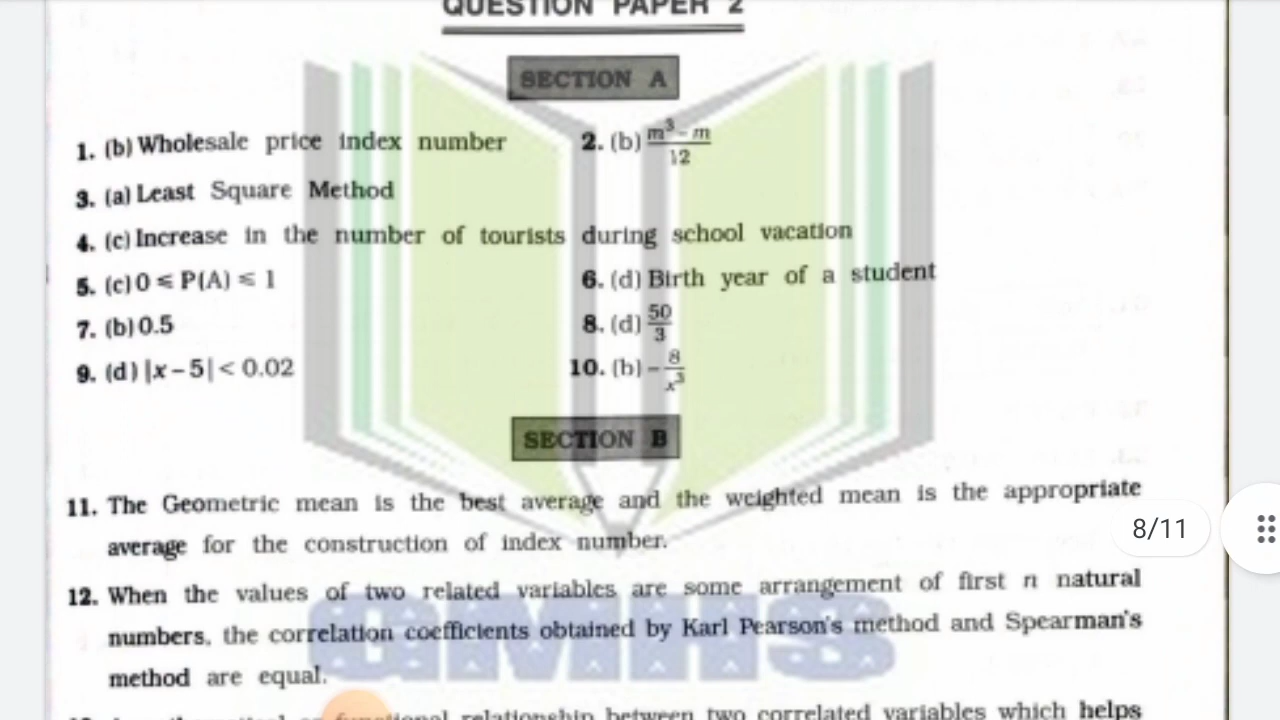 QUESTION PAPER 2
SECTION A
1. (b) Wholesale price index number 2. (b) m³ – m / 12
3. (a) Least Square Method
4. (c) Increase in the number of tourists during school vacation
5. (c) 0 ≤ P(A) ≤ 1 6. (d) Birth year of a student
7. (b) 0.5 8. (d) 50/3
9. (d) |x – 5| < 0.02 10. (b) – 8/x³
SECTION B
11. The Geometric mean is the best average and the weighted mean is the appropriate
average for the construction of index number.
8/11
12. When the values of two related variables are some arrangement of first n natural
numbers, the correlation coefficients obtained by Karl Pearson's method and Spearman's
method are equal.
GMHS
functional relationship between two correlated variables which helps